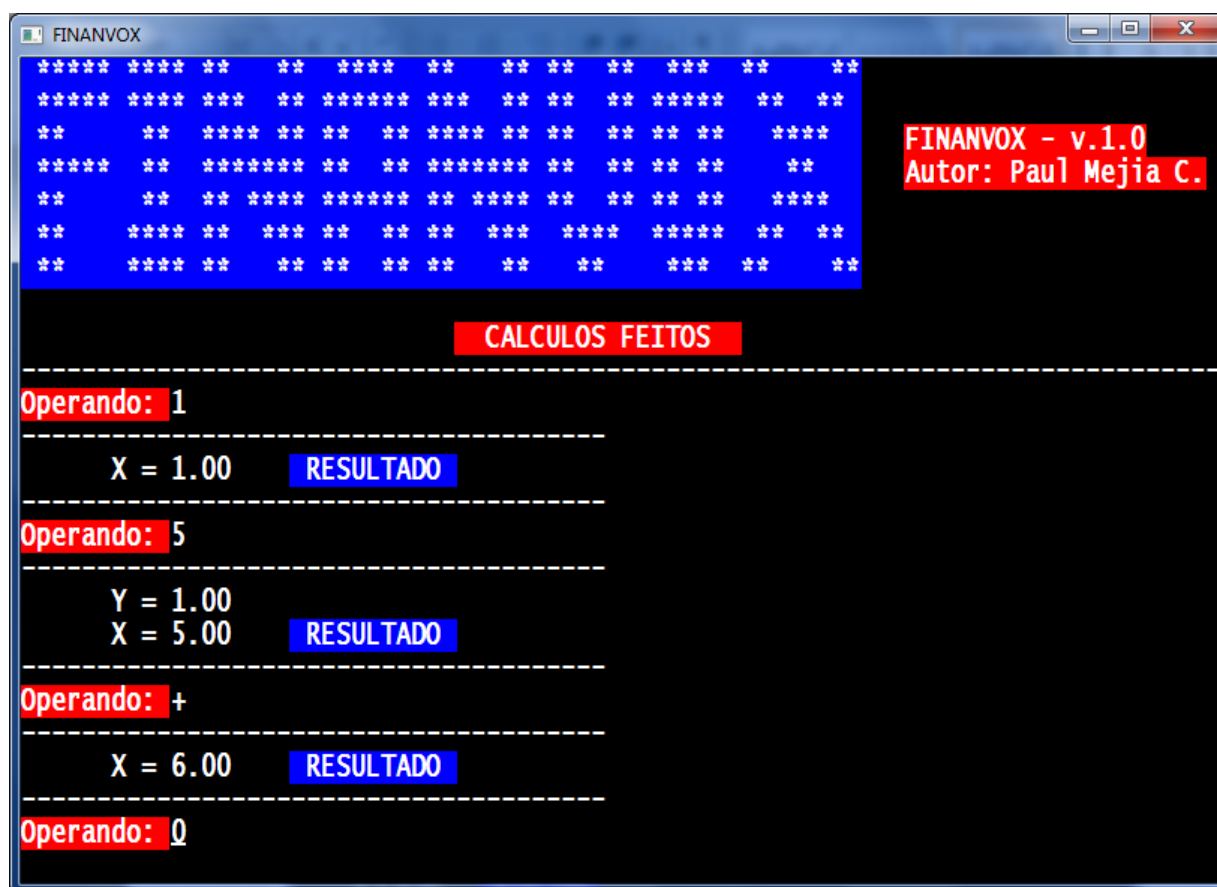 FINANVOX
FINANVOX - v.1.0
Autor: Paul Mejia C.
CALCULOS FEITOS
Operando: 1
X = 1.00 RESULTADO
Operando: 5
Y = 1.00
X = 5.00 RESULTADO
Operando: +
X = 6.00 RESULTADO
Operando: 0